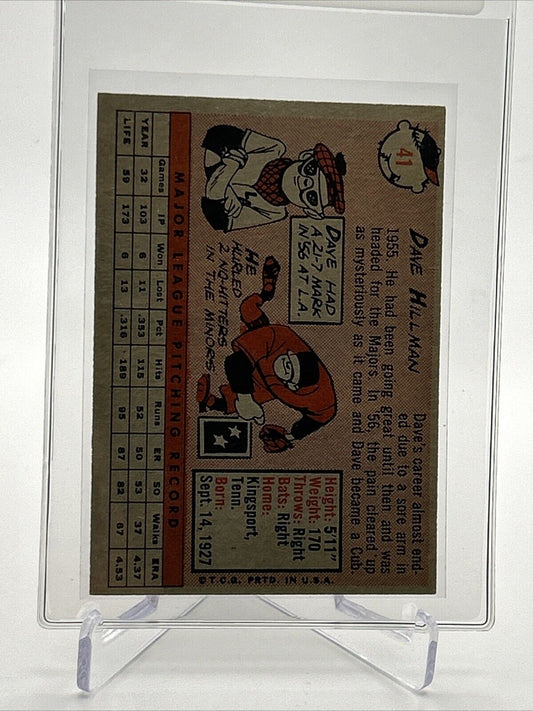 41
DAVE HILLMAN
Dave's career almost end-
ed due to a sore arm in
1955. He had been going great until then and was
headed for the Majors. In '56, the pain cleared up
as mysteriously as it came and Dave became a Cub.
DAVE HAD
A 21-7 MARK
IN '56 AT L.A.
HE
HURLED
2 NO-HITTERS
IN THE MINORS
Height: 5'11"
Weight: 170
Throws: Right
Bats: Right
Home:
Kingsport,
Tenn.
Born:
Sept. 14, 1927
MAJOR LEAGUE PITCHING RECORD
Games IP Won Lost Pct Hits Runs ER SO Walks ERA
YEAR 32 103 6 11 .353 115 52 50 53 37 4.37
LIFE 59 173 6 13 .316 189 95 87 82 67 4.53
©T.C.G. PRTD. IN U.S.A.